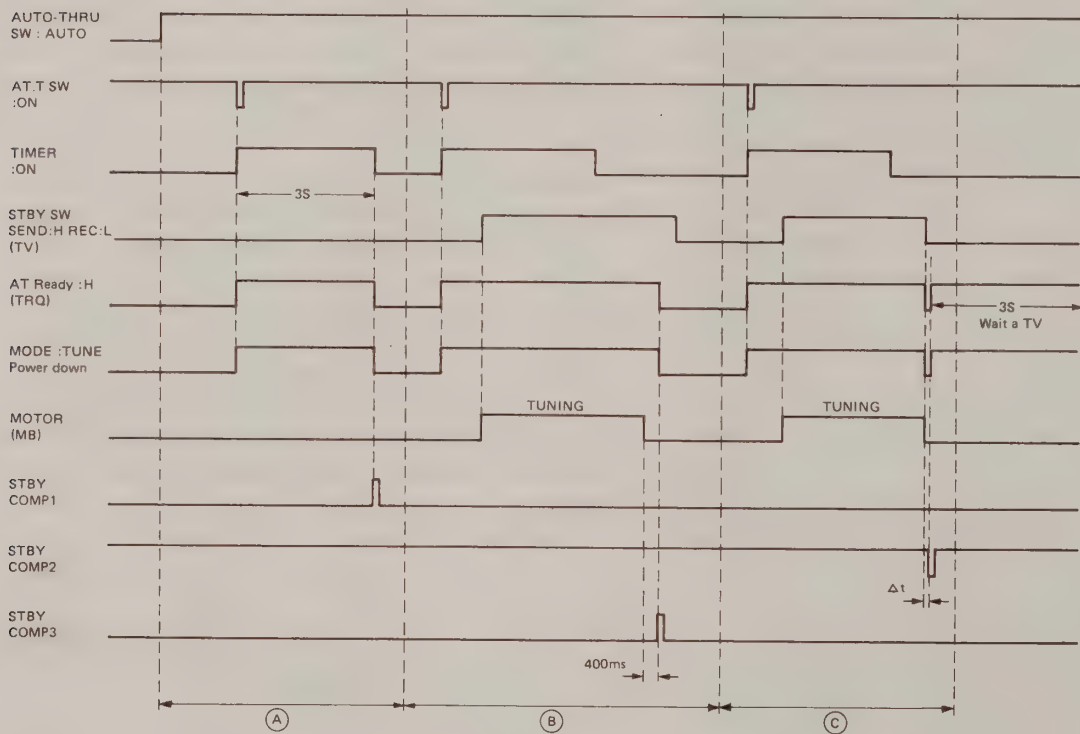 AUTO-THRU
SW : AUTO
AT.T SW
:ON
TIMER
:ON
3S
STBY SW
SEND:H REC:L
(TV)
AT Ready :H
(TRQ)
3S
Wait a TV
MODE :TUNE
Power down
MOTOR
(MB)
TUNING
TUNING
STBY
COMP1
STBY
COMP2
Δt
STBY
COMP3
400ms
A
B
C